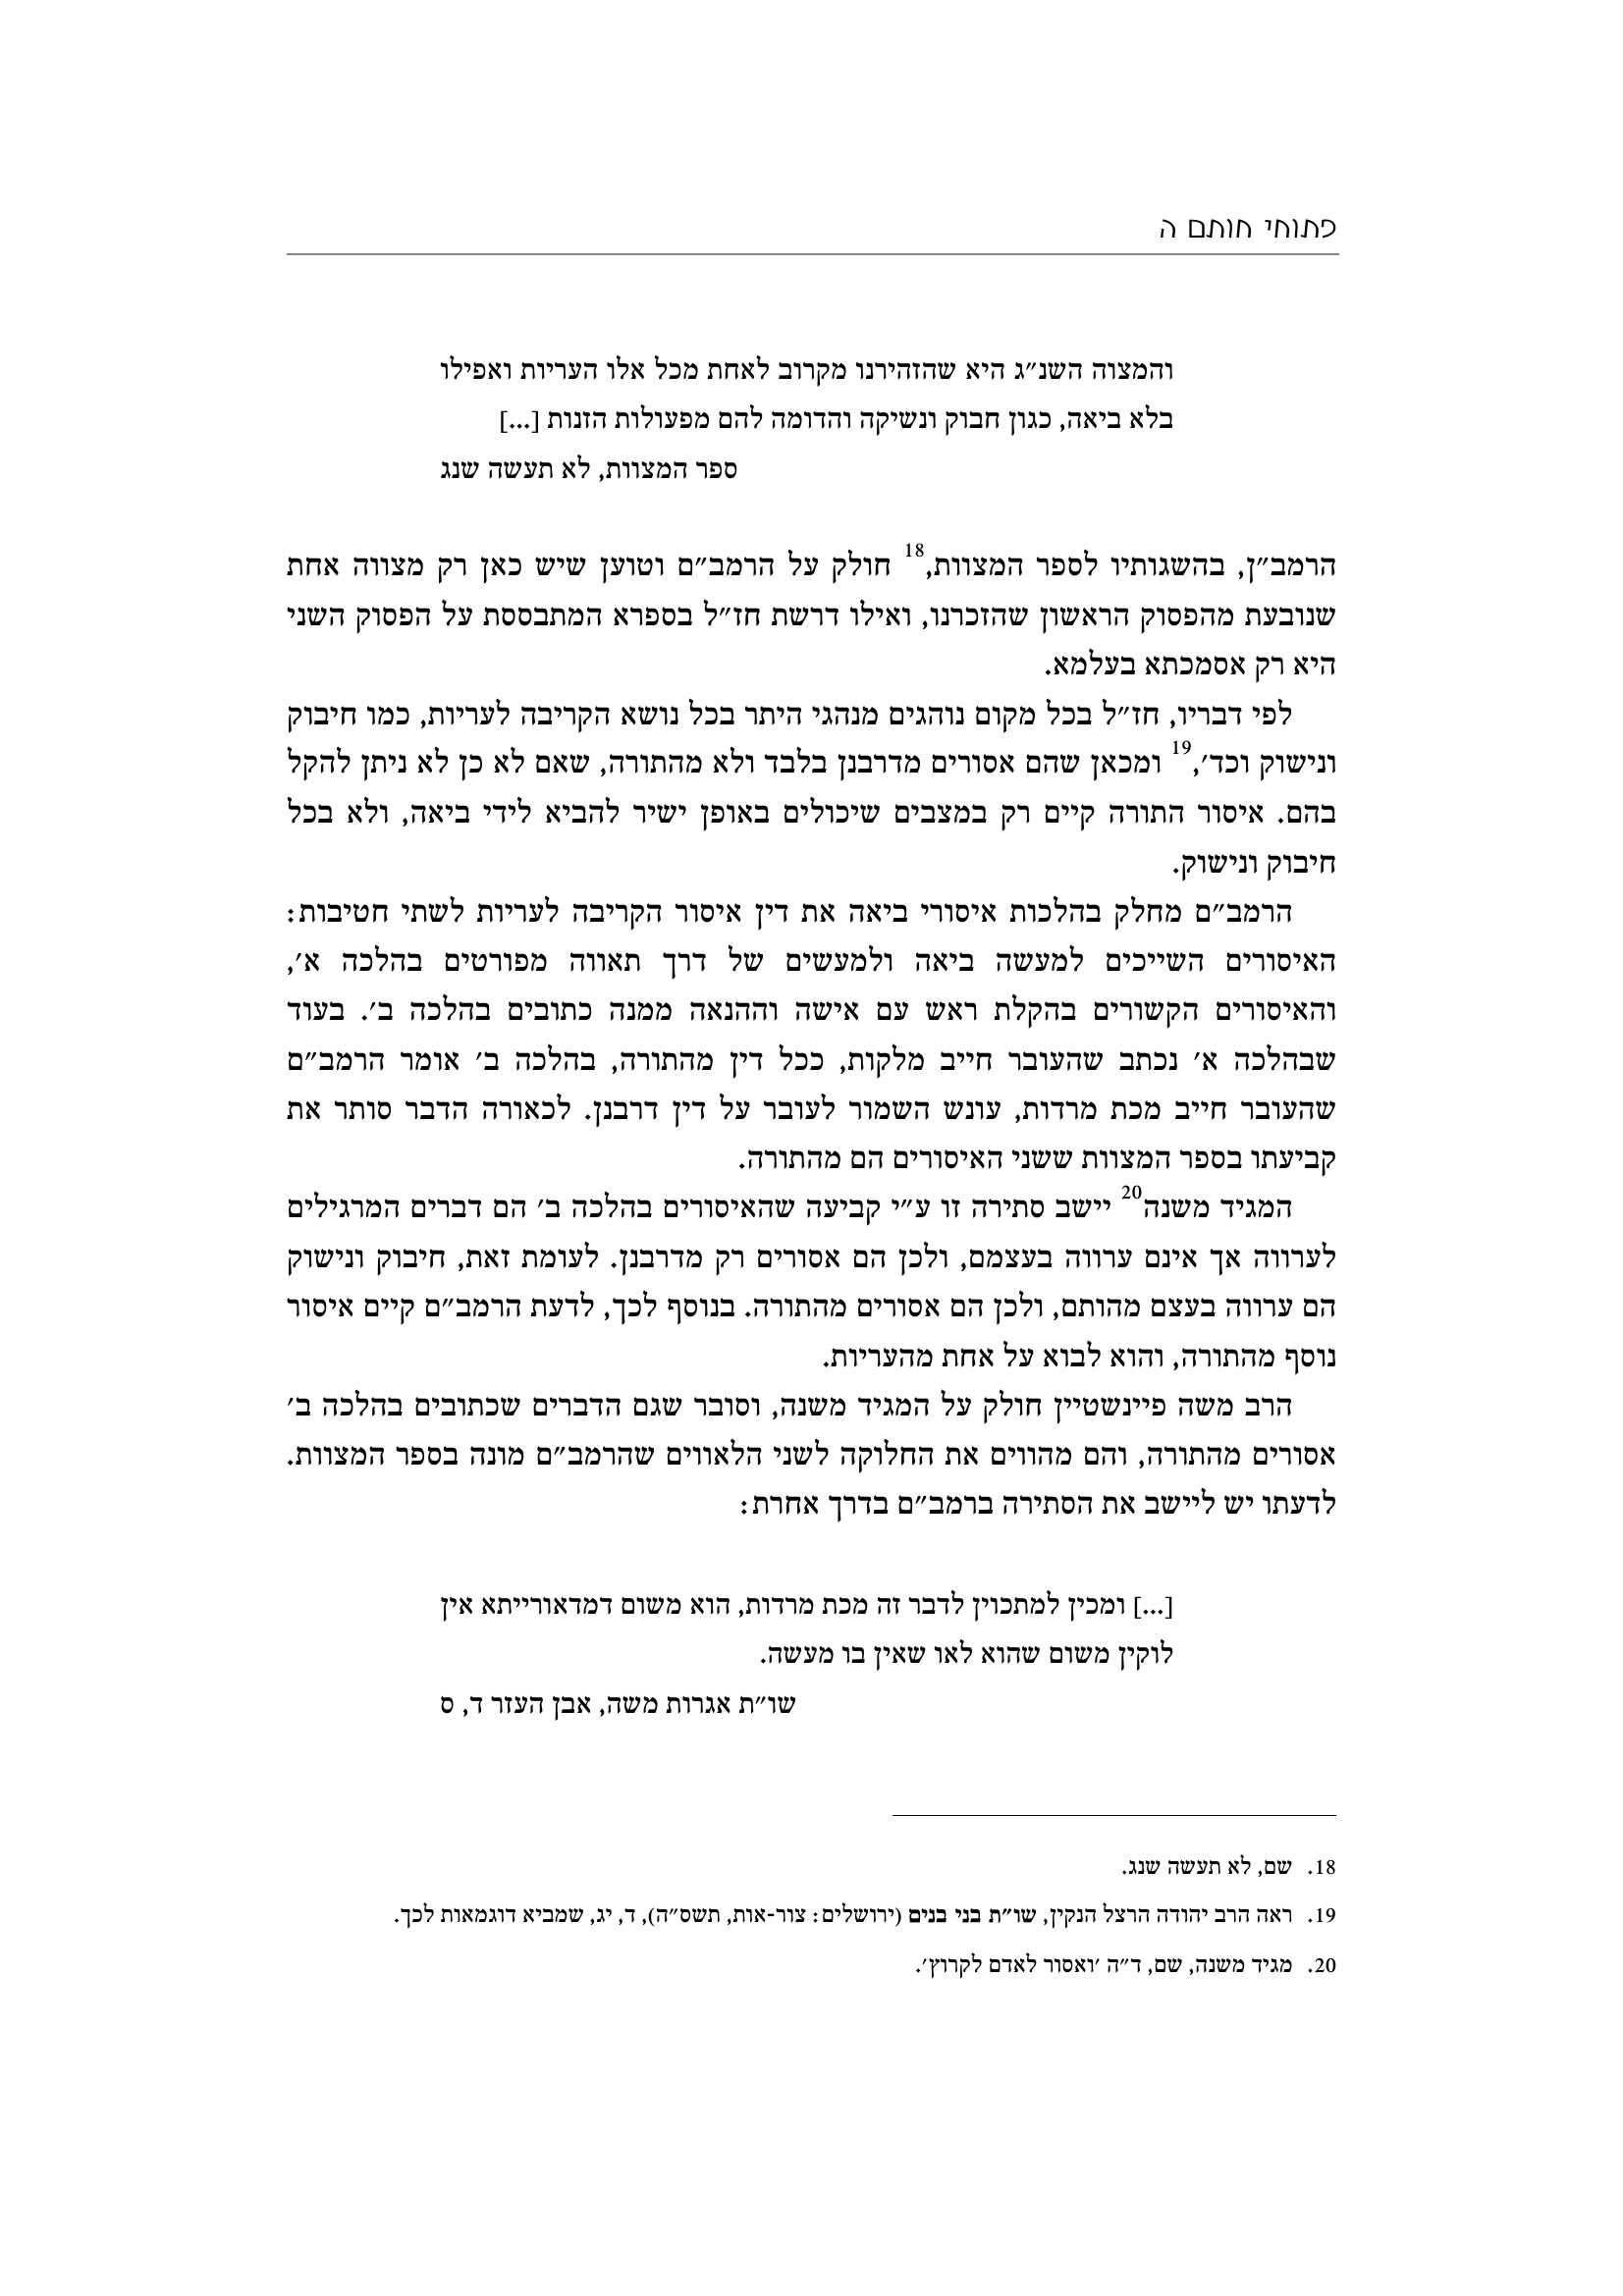 פתוחי חותם ה
והמצוה השנ״ג היא שהזהירנו מקרוב לאחת מכל אלו העריות ואפילו
בלא ביאה, כגון חבוק ונשיקה והדומה להם מפעולות הזנות [...]
ספר המצוות, לא תעשה שנג
הרמב״ן, בהשגותיו לספר המצוות,18 חולק על הרמב״ם וטוען שיש כאן רק מצווה אחת
שנובעת מהפסוק הראשון שהזכרנו, ואילו דרשת חז״ל בספרא המתבססת על הפסוק השני
היא רק אסמכתא בעלמא.
לפי דבריו, חז״ל בכל מקום נוהגים מנהגי היתר בכל נושא הקריבה לעריות, כמו חיבוק
ונישוק וכד׳,19 ומכאן שהם אסורים מדרבנן בלבד ולא מהתורה, שאם לא כן לא ניתן להקל
בהם. איסור התורה קיים רק במצבים שיכולים באופן ישיר להביא לידי ביאה, ולא בכל
חיבוק ונישוק.
הרמב״ם מחלק בהלכות איסורי ביאה את דין איסור הקריבה לעריות לשתי חטיבות:
האיסורים השייכים למעשה ביאה ולמעשים של דרך תאווה מפורטים בהלכה א׳,
והאיסורים הקשורים בהקלת ראש עם אישה וההנאה ממנה כתובים בהלכה ב׳. בעוד
שבהלכה א׳ נכתב שהעובר חייב מלקות, ככל דין מהתורה, בהלכה ב׳ אומר הרמב״ם
שהעובר חייב מכת מרדות, עונש השמור לעובר על דין דרבנן. לכאורה הדבר סותר את
קביעתו בספר המצוות ששני האיסורים הם מהתורה.
המגיד משנה20 יישב סתירה זו ע״י קביעה שהאיסורים בהלכה ב׳ הם דברים המרגילים
לערווה אך אינם ערווה בעצמם, ולכן הם אסורים רק מדרבנן. לעומת זאת, חיבוק ונישוק
הם ערווה בעצם מהותם, ולכן הם אסורים מהתורה. בנוסף לכך, לדעת הרמב״ם קיים איסור
נוסף מהתורה, והוא לבוא על אחת מהעריות.
הרב משה פיינשטיין חולק על המגיד משנה, וסובר שגם הדברים שכתובים בהלכה ב׳
אסורים מהתורה, והם מהווים את החלוקה לשני הלאווים שהרמב״ם מונה בספר המצוות.
לדעתו יש ליישב את הסתירה ברמב״ם בדרך אחרת:
[...] ומכין למתכוין לדבר זה מכת מרדות, הוא משום דמדאורייתא אין
לוקין משום שהוא לאו שאין בו מעשה.
שו״ת אגרות משה, אבן העזר ד, ס
18. שם, לא תעשה שנג.
19. ראה הרב יהודה הרצל הנקין, שו״ת בני בנים (ירושלים: צור-אות, תשס״ה), ד, יג, שמביא דוגמאות לכך.
20. מגיד משנה, שם, ד״ה ׳ואסור לאדם לקרוץ׳.